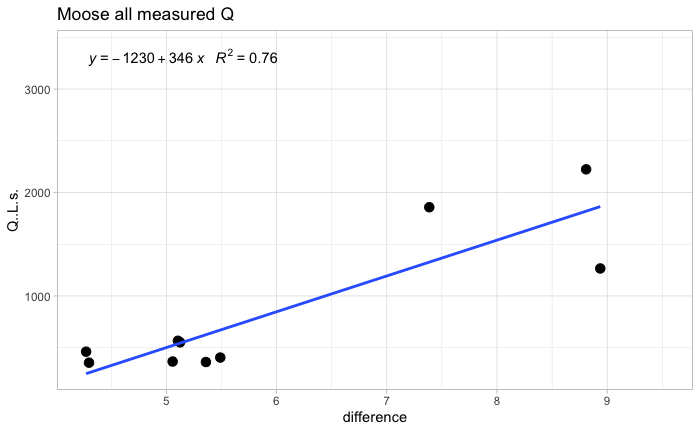 Moose all measured Q
y = − 1230 + 346 x R² = 0.76
3000
2000
1000
Q..L.s.
5 6 7 8 9
difference